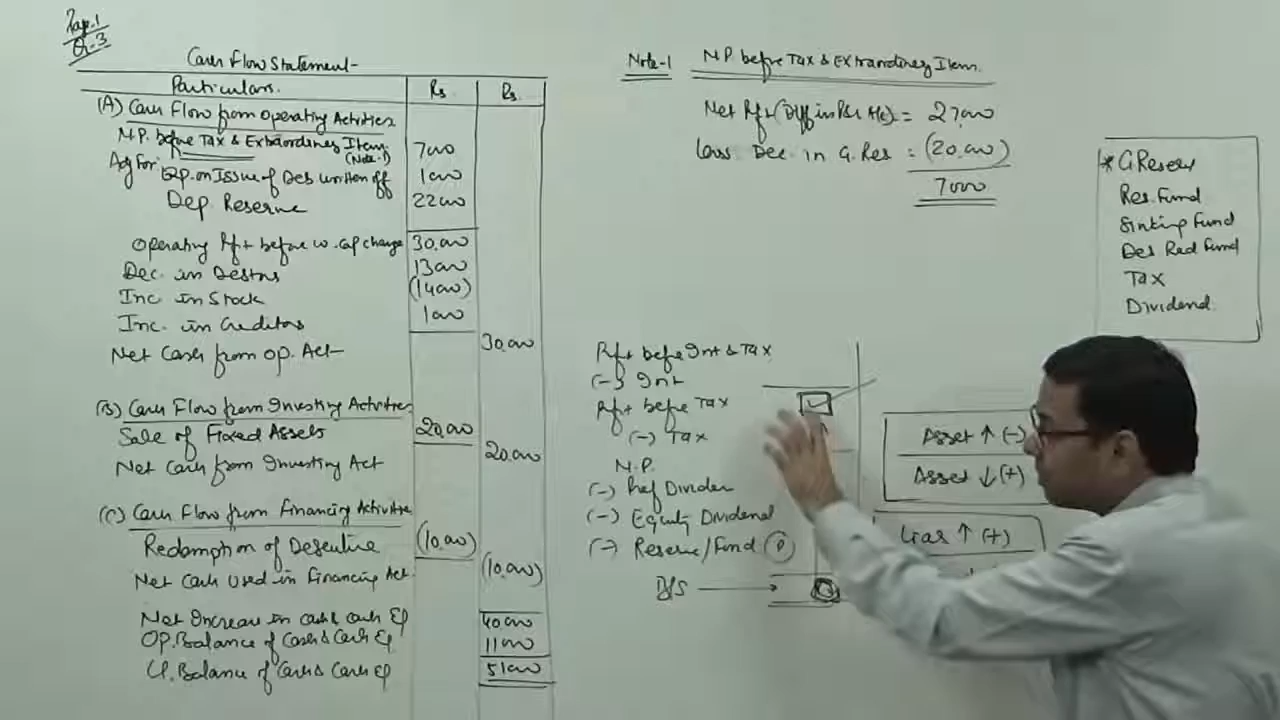 Pap.1
Q.3
Cash Flow Statement-
Particulars. Rs. Rs.
(A) Cash Flow from Operating Activities
N.P. before Tax & Extraordinary Item (Note-1) 7000
Adj For: Exp. on Issue of Deb written off 1000
Dep. Reserve 22000
Operating Pft before w. cap change 30,000
Dec. in Debtors 13000
Inc. in Stock (14000)
Inc. in Creditors 1000
Net Cash from Op. Act- 30,000
(B) Cash Flow from Investing Activities
Sale of Fixed Assets 20,000
Net Cash from Investing Act 20,000
(C) Cash Flow from Financing Activities
Redemption of Debenture (10,000)
Net Cash used in Financing Act. (10,000)
Net Increase in cash & cash Eq 40,000
Op. Balance of Cash & Cash Eq 11000
Cl. Balance of Cash & Cash Eq 51000
Note-1 N.P. before Tax & Extraordinary Item.
Net Pft (Diff in P&L A/c) = 27,000
Less. Dec. in G. Res = (20,000)
7000
* G Reserve
Res. Fund
Sinking Fund
Deb Red Fund
Tax
Dividend
Pft before Int & Tax
(-) Int
Pft before Tax
(-) Tax
N.P.
(-) Pref Dividend
(-) Equity Dividend
(-) Reserve/Fund (P)
B/S
Asset ↑ (-)
Asset ↓ (+)
Liab ↑ (+)